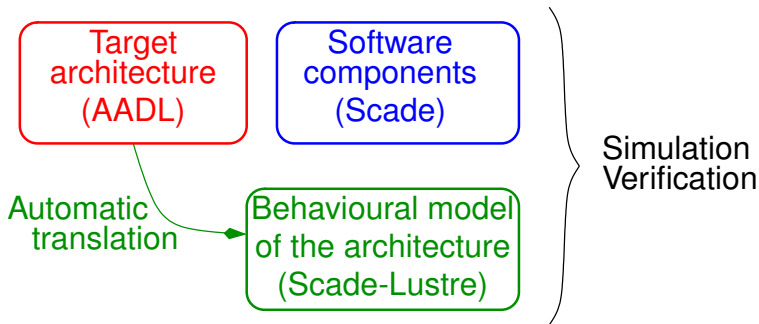 Target
architecture
(AADL)
Software
components
(Scade)
Simulation
Verification
Automatic
translation
Behavioural model
of the architecture
(Scade-Lustre)